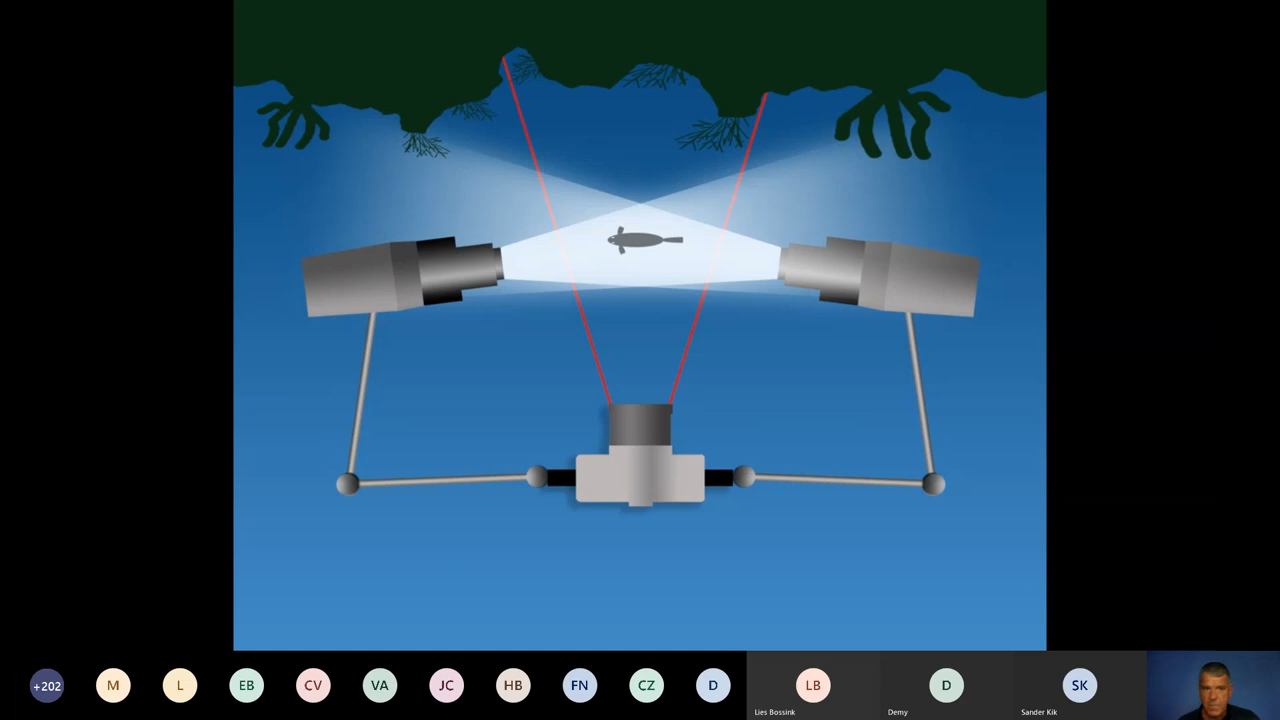 +202
M
L
EB
CV
VA
JC
HB
FN
CZ
D
LB
Lies Bossink
D
Demy
SK
Sander Kik